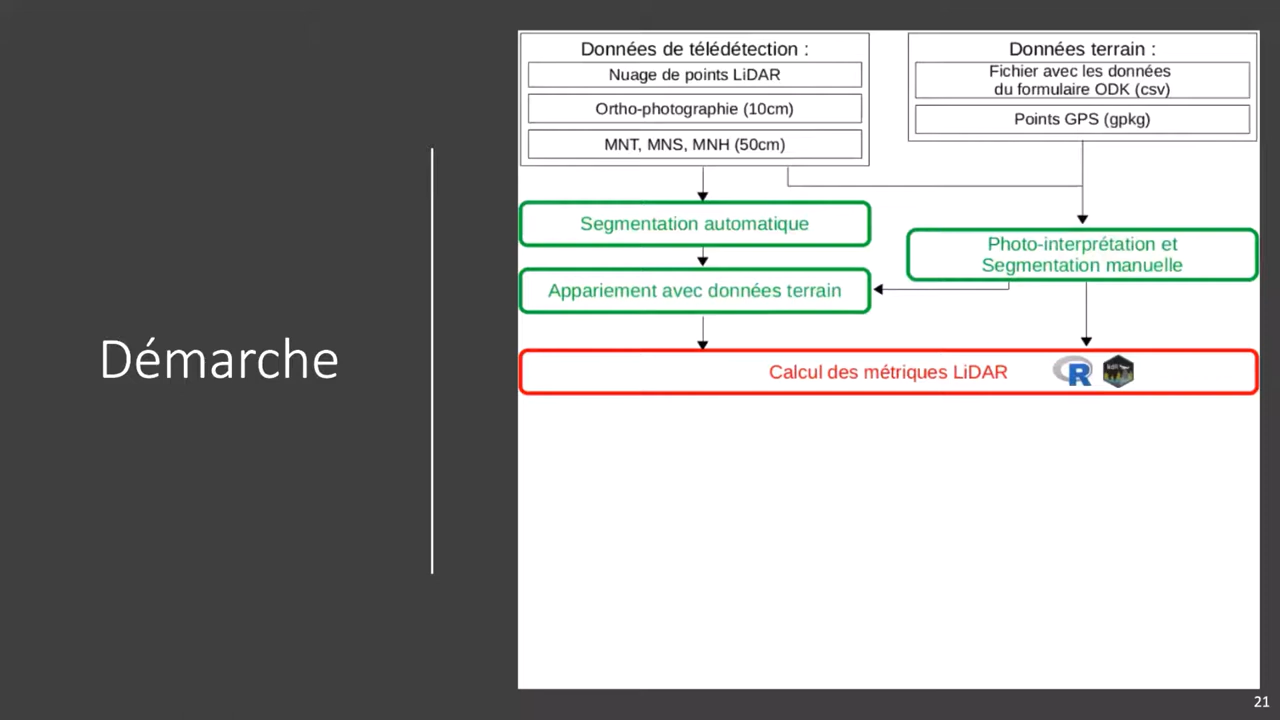 Démarche
Données de télédétection :
Nuage de points LiDAR
Ortho-photographie (10cm)
MNT, MNS, MNH (50cm)
Données terrain :
Fichier avec les données
du formulaire ODK (csv)
Points GPS (gpkg)
Segmentation automatique
Photo-interprétation et
Segmentation manuelle
Appariement avec données terrain
Calcul des métriques LiDAR
R
21